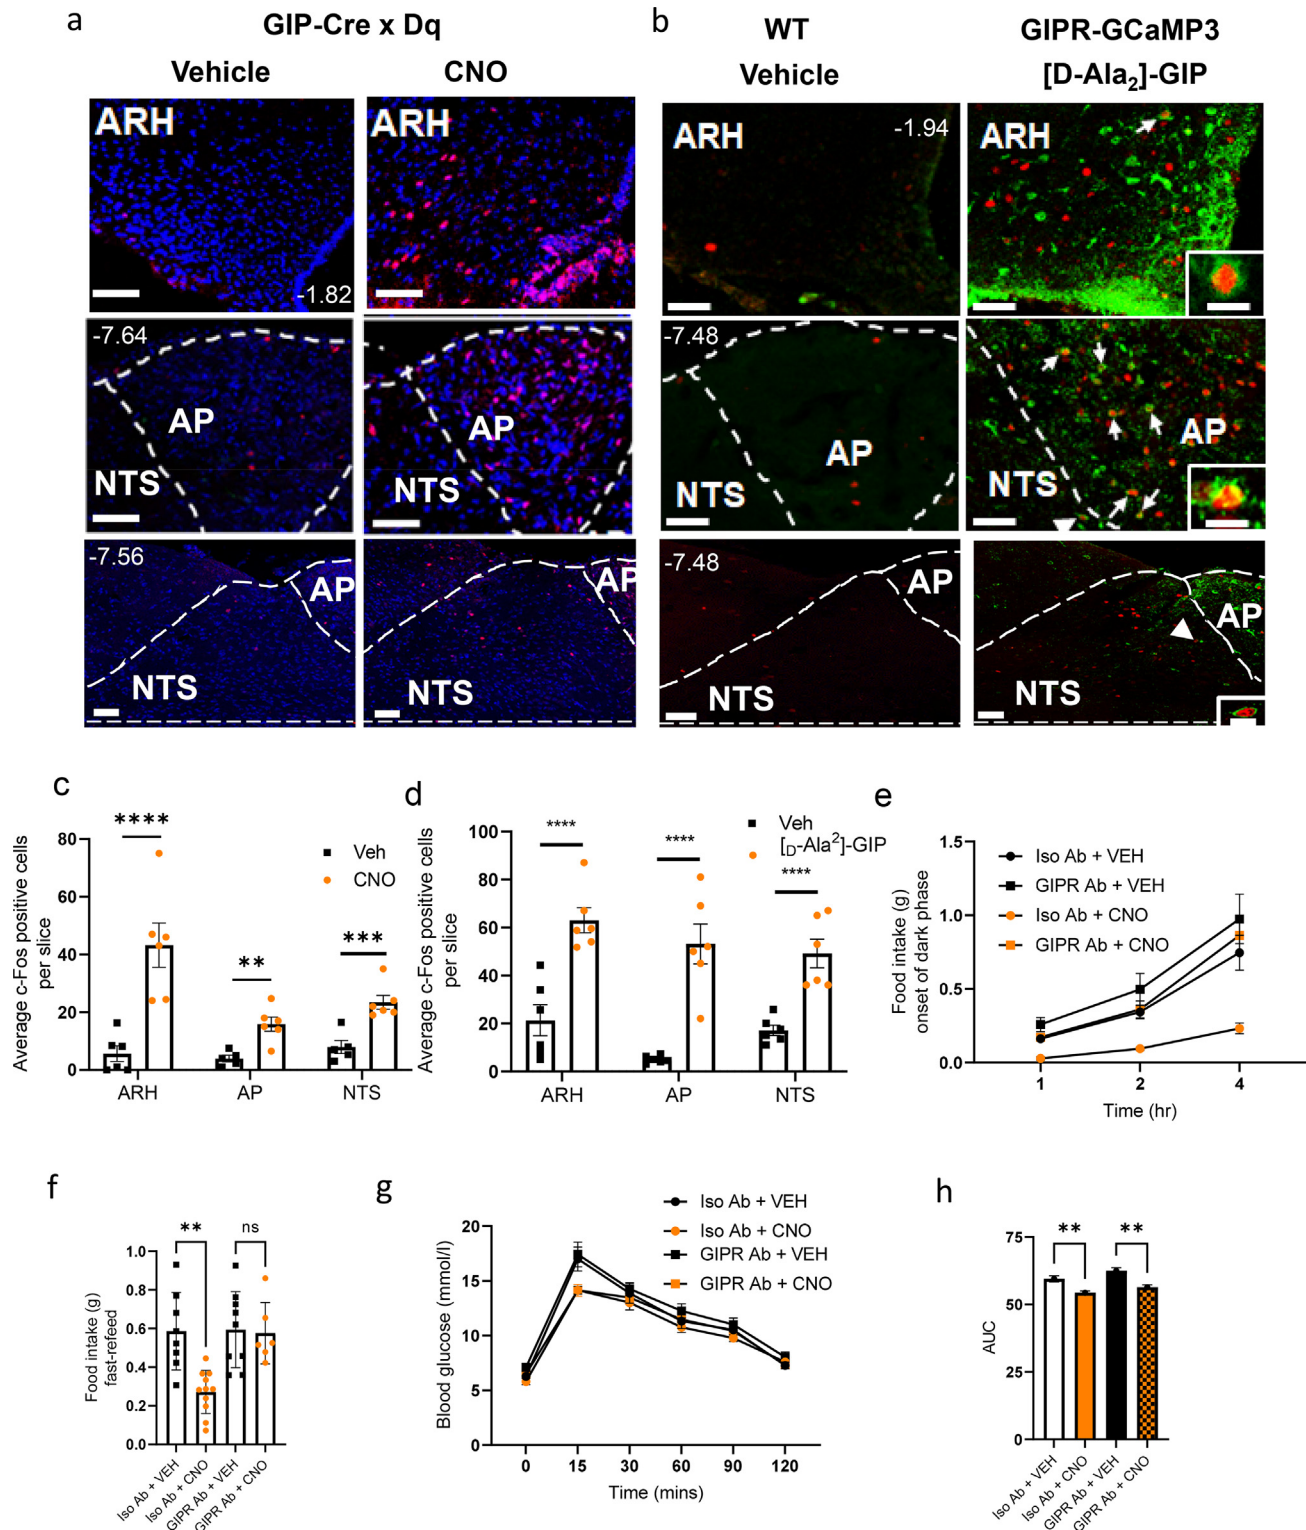 a
GIP-Cre x Dq
Vehicle
CNO
ARH
-1.82
ARH
-7.64
AP
NTS
AP
NTS
-7.56
AP
NTS
AP
NTS
b
WT
GIPR-GCaMP3
Vehicle
[D-Ala₂]-GIP
ARH
-1.94
ARH
-7.48
AP
NTS
AP
NTS
-7.48
AP
NTS
AP
NTS
c
Average c-Fos positive cells
per slice
80
60
40
20
0
****
**
***
Veh
CNO
ARH
AP
NTS
d
Average c-Fos positive cells
per slice
100
80
60
40
20
0
****
****
****
Veh
[D-Ala²]-GIP
ARH
AP
NTS
e
Food intake (g)
onset of dark phase
1.5
1.0
0.5
0.0
Iso Ab + VEH
GIPR Ab + VEH
Iso Ab + CNO
GIPR Ab + CNO
1
2
4
Time (hr)
f
Food intake (g)
fast-refeed
1.0
0.8
0.6
0.4
0.2
0.0
**
ns
Iso Ab + VEH
Iso Ab + CNO
GIPR Ab + VEH
GIPR Ab + CNO
g
Blood glucose (mmol/l)
20
15
10
5
0
Iso Ab + VEH
Iso Ab + CNO
GIPR Ab + VEH
GIPR Ab + CNO
0
15
30
60
90
120
Time (mins)
h
AUC
75
50
25
0
**
**
Iso Ab + VEH
Iso Ab + CNO
GIPR Ab + VEH
GIPR Ab + CNO